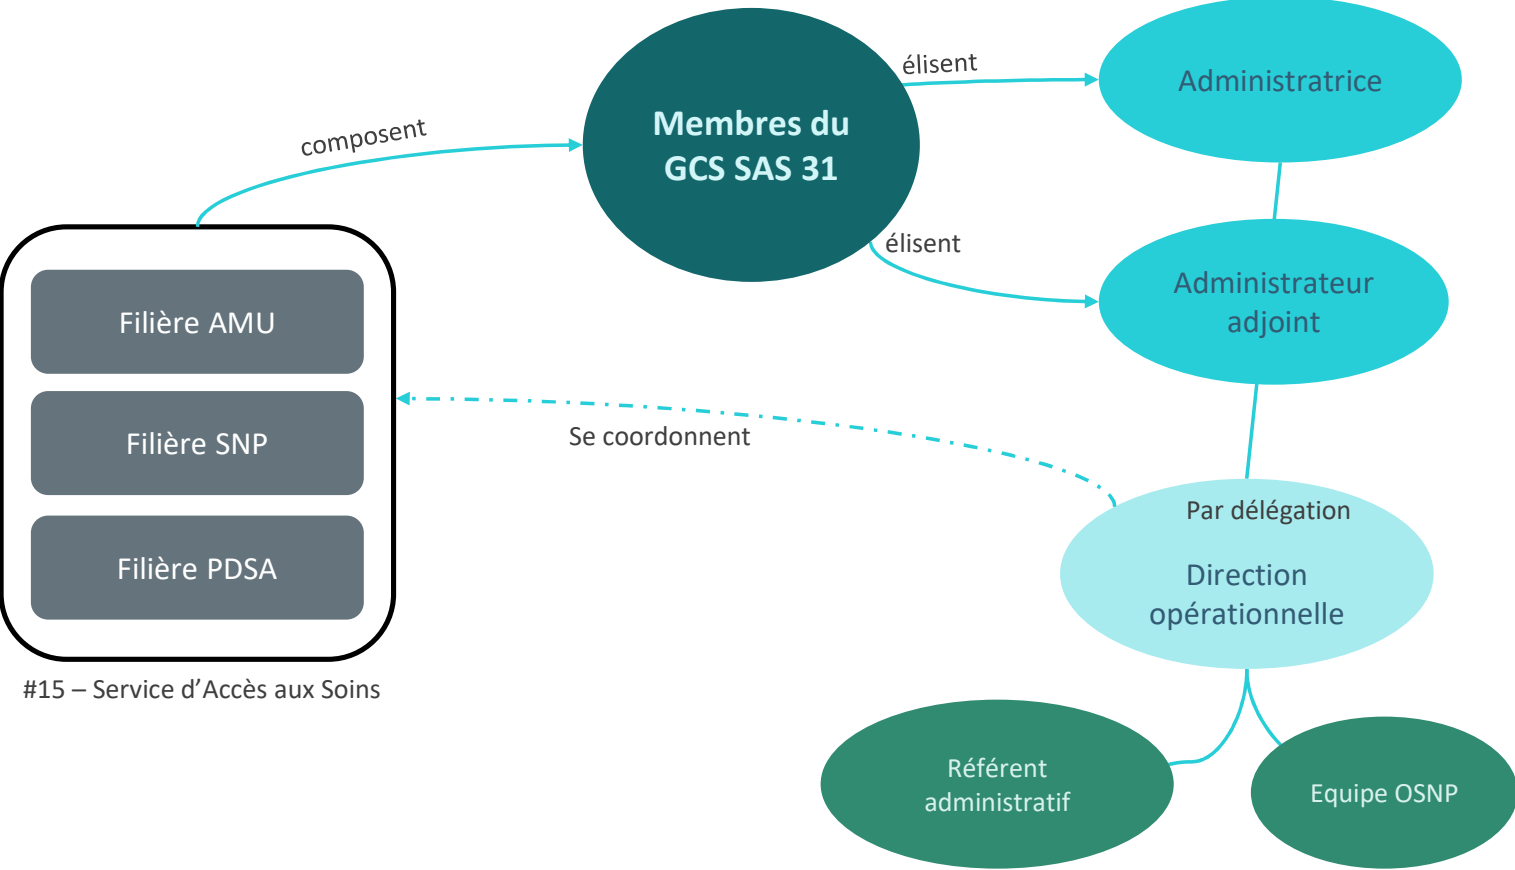 élisent
Administratrice
composent
Membres du
GCS SAS 31
élisent
Administrateur
adjoint
Filière AMU
Filière SNP
Filière PDSA
#15 – Service d’Accès aux Soins
Se coordonnent
Par délégation
Direction
opérationnelle
Référent
administratif
Equipe OSNP